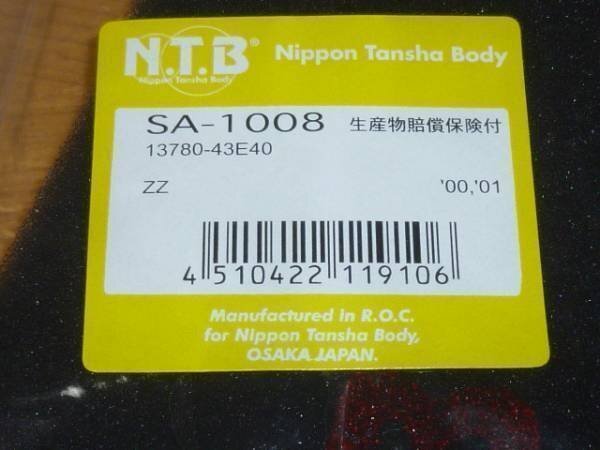 N.T.B®
Nippon Tansha Body
Nippon Tansha Body
SA-1008 生産物賠償保険付
13780-43E40
ZZ '00,'01
4 510422 119106
Manufactured in R.O.C.
for Nippon Tansha Body,
OSAKA JAPAN.